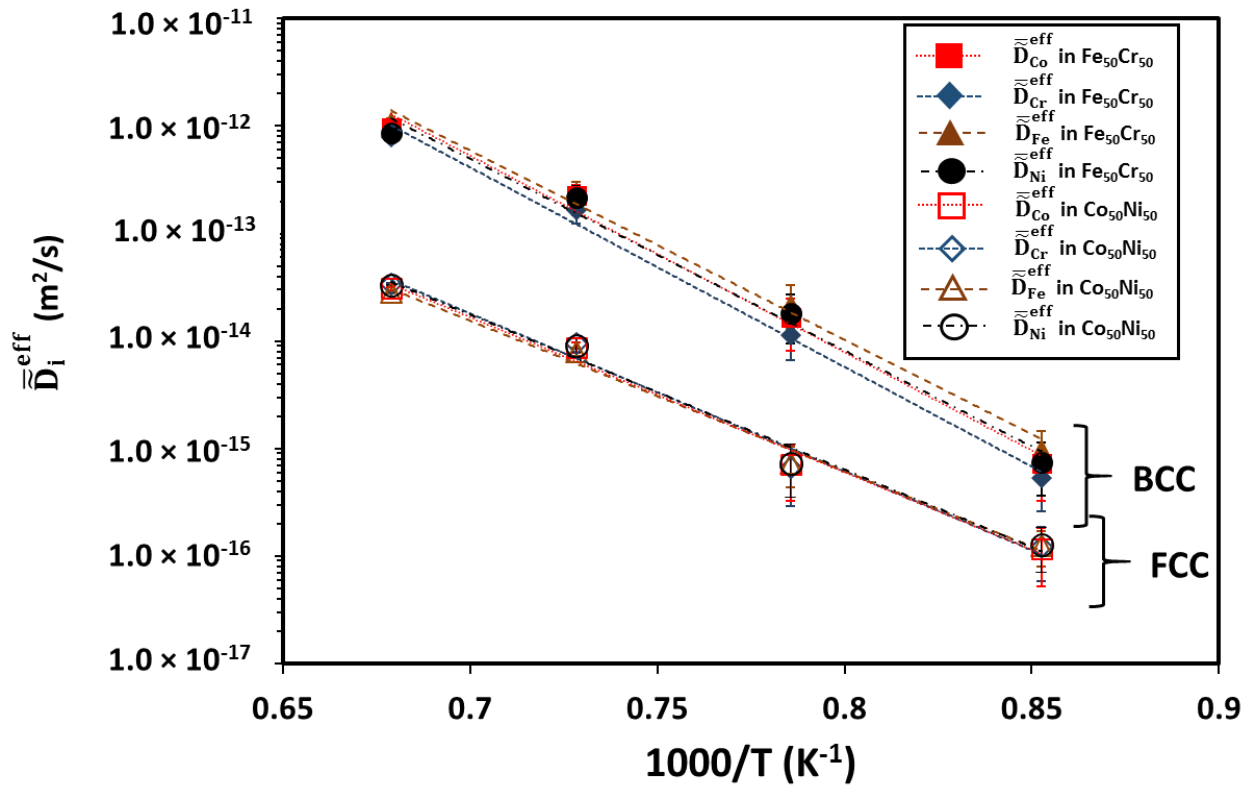 1.0 × 10⁻¹¹
1.0 × 10⁻¹²
1.0 × 10⁻¹³
1.0 × 10⁻¹⁴
1.0 × 10⁻¹⁵
1.0 × 10⁻¹⁶
1.0 × 10⁻¹⁷
D̿̃ᵢᵉᶠᶠ (m²/s)
D̿̃_Co^eff in Fe₅₀Cr₅₀
D̿̃_Cr^eff in Fe₅₀Cr₅₀
D̿̃_Fe^eff in Fe₅₀Cr₅₀
D̿̃_Ni^eff in Fe₅₀Cr₅₀
D̿̃_Co^eff in Co₅₀Ni₅₀
D̿̃_Cr^eff in Co₅₀Ni₅₀
D̿̃_Fe^eff in Co₅₀Ni₅₀
D̿̃_Ni^eff in Co₅₀Ni₅₀
BCC
FCC
0.65 0.7 0.75 0.8 0.85 0.9
1000/T (K⁻¹)